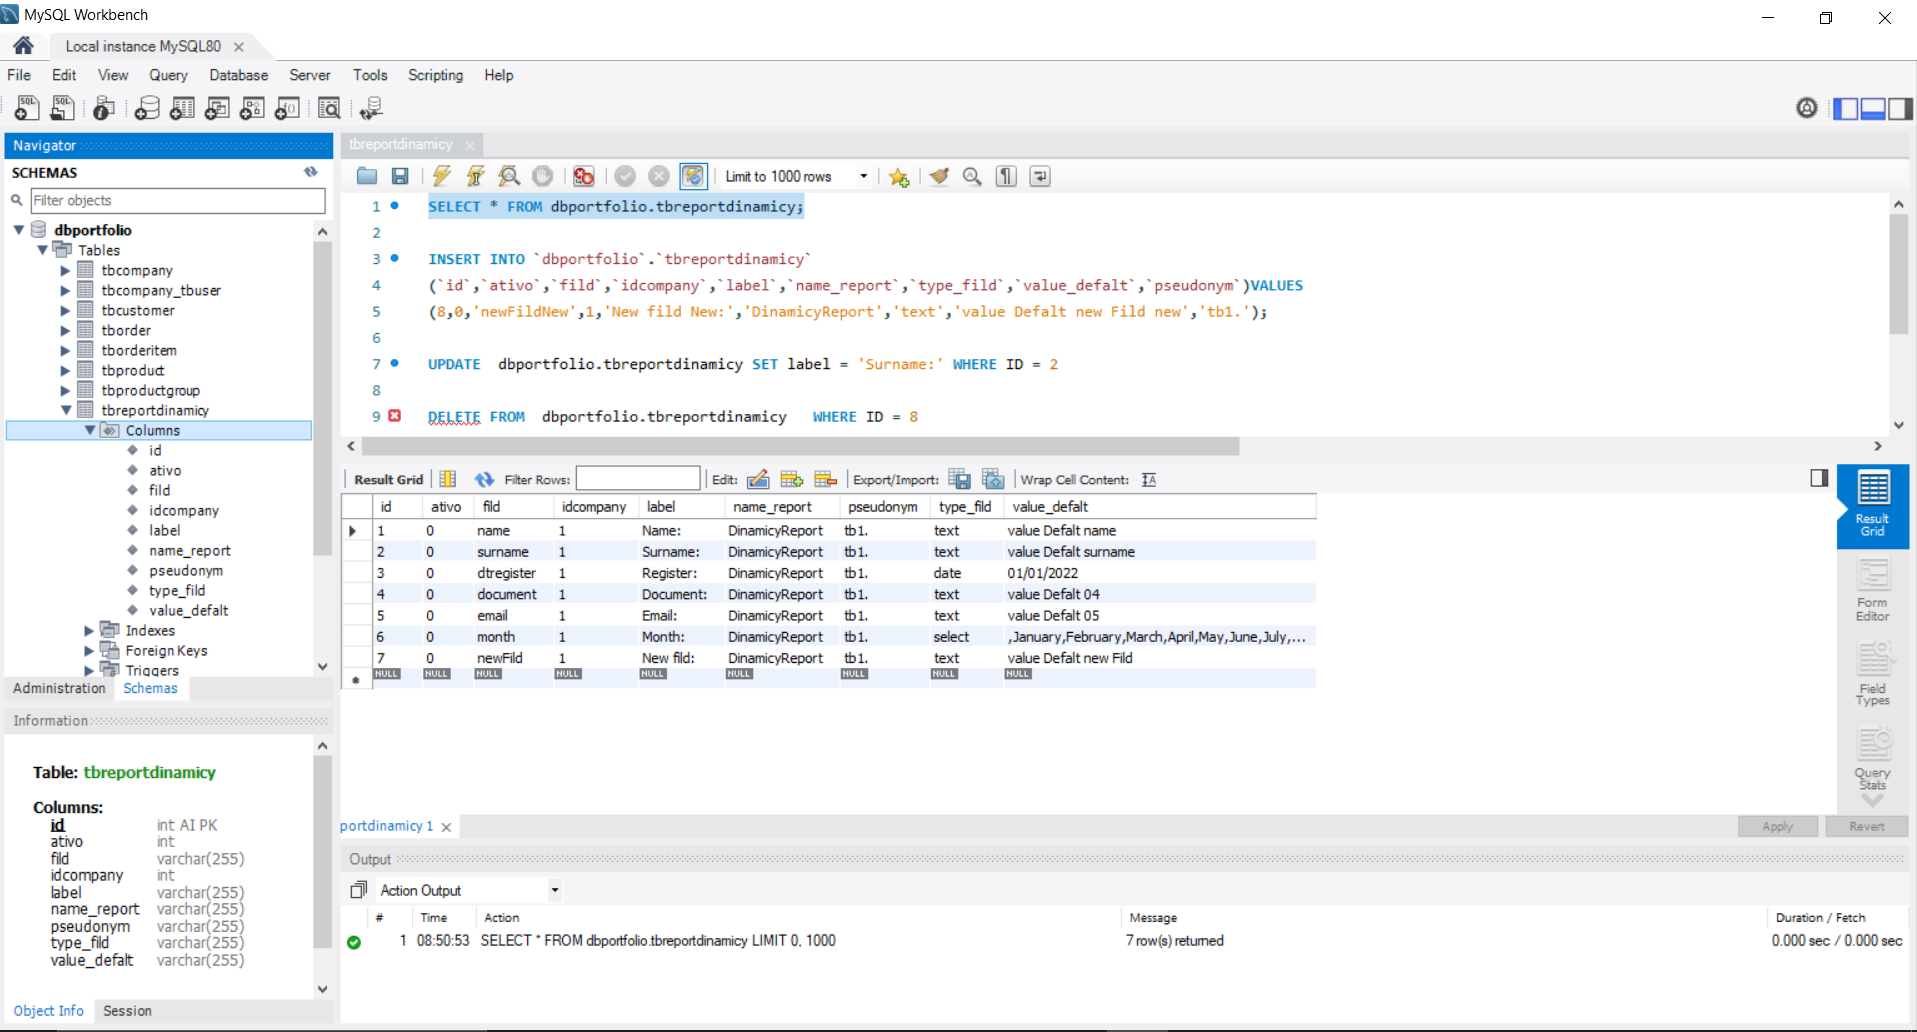 MySQL Workbench
Local instance MySQL80
File Edit View Query Database Server Tools Scripting Help
Navigator
SCHEMAS
Filter objects
dbportfolio
Tables
tbcompany
tbcompany_tbuser
tbcustomer
tborder
tborderitem
tbproduct
tbproductgroup
tbreportdinamicy
Columns
id
ativo
fild
idcompany
label
name_report
pseudonym
type_fild
value_defalt
Indexes
Foreign Keys
Triggers
Administration Schemas
Information
Table: tbreportdinamicy
Columns:
id int AI PK
ativo int
fild varchar(255)
idcompany int
label varchar(255)
name_report varchar(255)
pseudonym varchar(255)
type_fild varchar(255)
value_defalt varchar(255)
Object Info Session
tbreportdinamicy
Limit to 1000 rows
1 SELECT * FROM dbportfolio.tbreportdinamicy;
2
3 INSERT INTO `dbportfolio`.`tbreportdinamicy`
4 (`id`,`ativo`,`fild`,`idcompany`,`label`,`name_report`,`type_fild`,`value_defalt`,`pseudonym`)VALUES
5 (8,0,'newFildNew',1,'New fild New:','DinamicyReport','text','value Defalt new Fild new','tb1.');
6
7 UPDATE  dbportfolio.tbreportdinamicy SET label = 'Surname:' WHERE ID = 2
8
9 DELETE FROM  dbportfolio.tbreportdinamicy   WHERE ID = 8
Result Grid Filter Rows: Edit: Export/Import: Wrap Cell Content:
id ativo fild idcompany label name_report pseudonym type_fild value_defalt
1 0 name 1 Name: DinamicyReport tb1. text value Defalt name
2 0 surname 1 Surname: DinamicyReport tb1. text value Defalt surname
3 0 dtregister 1 Register: DinamicyReport tb1. date 01/01/2022
4 0 document 1 Document: DinamicyReport tb1. text value Defalt 04
5 0 email 1 Email: DinamicyReport tb1. text value Defalt 05
6 0 month 1 Month: DinamicyReport tb1. select ,January,February,March,April,May,June,July,...
7 0 newFild 1 New fild: DinamicyReport tb1. text value Defalt new Fild
NULL NULL NULL NULL NULL NULL NULL NULL NULL
Result
Grid
Form
Editor
Field
Types
Query
Stats
portdinamicy 1
Apply Revert
Output
Action Output
# Time Action Message Duration / Fetch
1 08:50:53 SELECT * FROM dbportfolio.tbreportdinamicy LIMIT 0, 1000 7 row(s) returned 0.000 sec / 0.000 sec